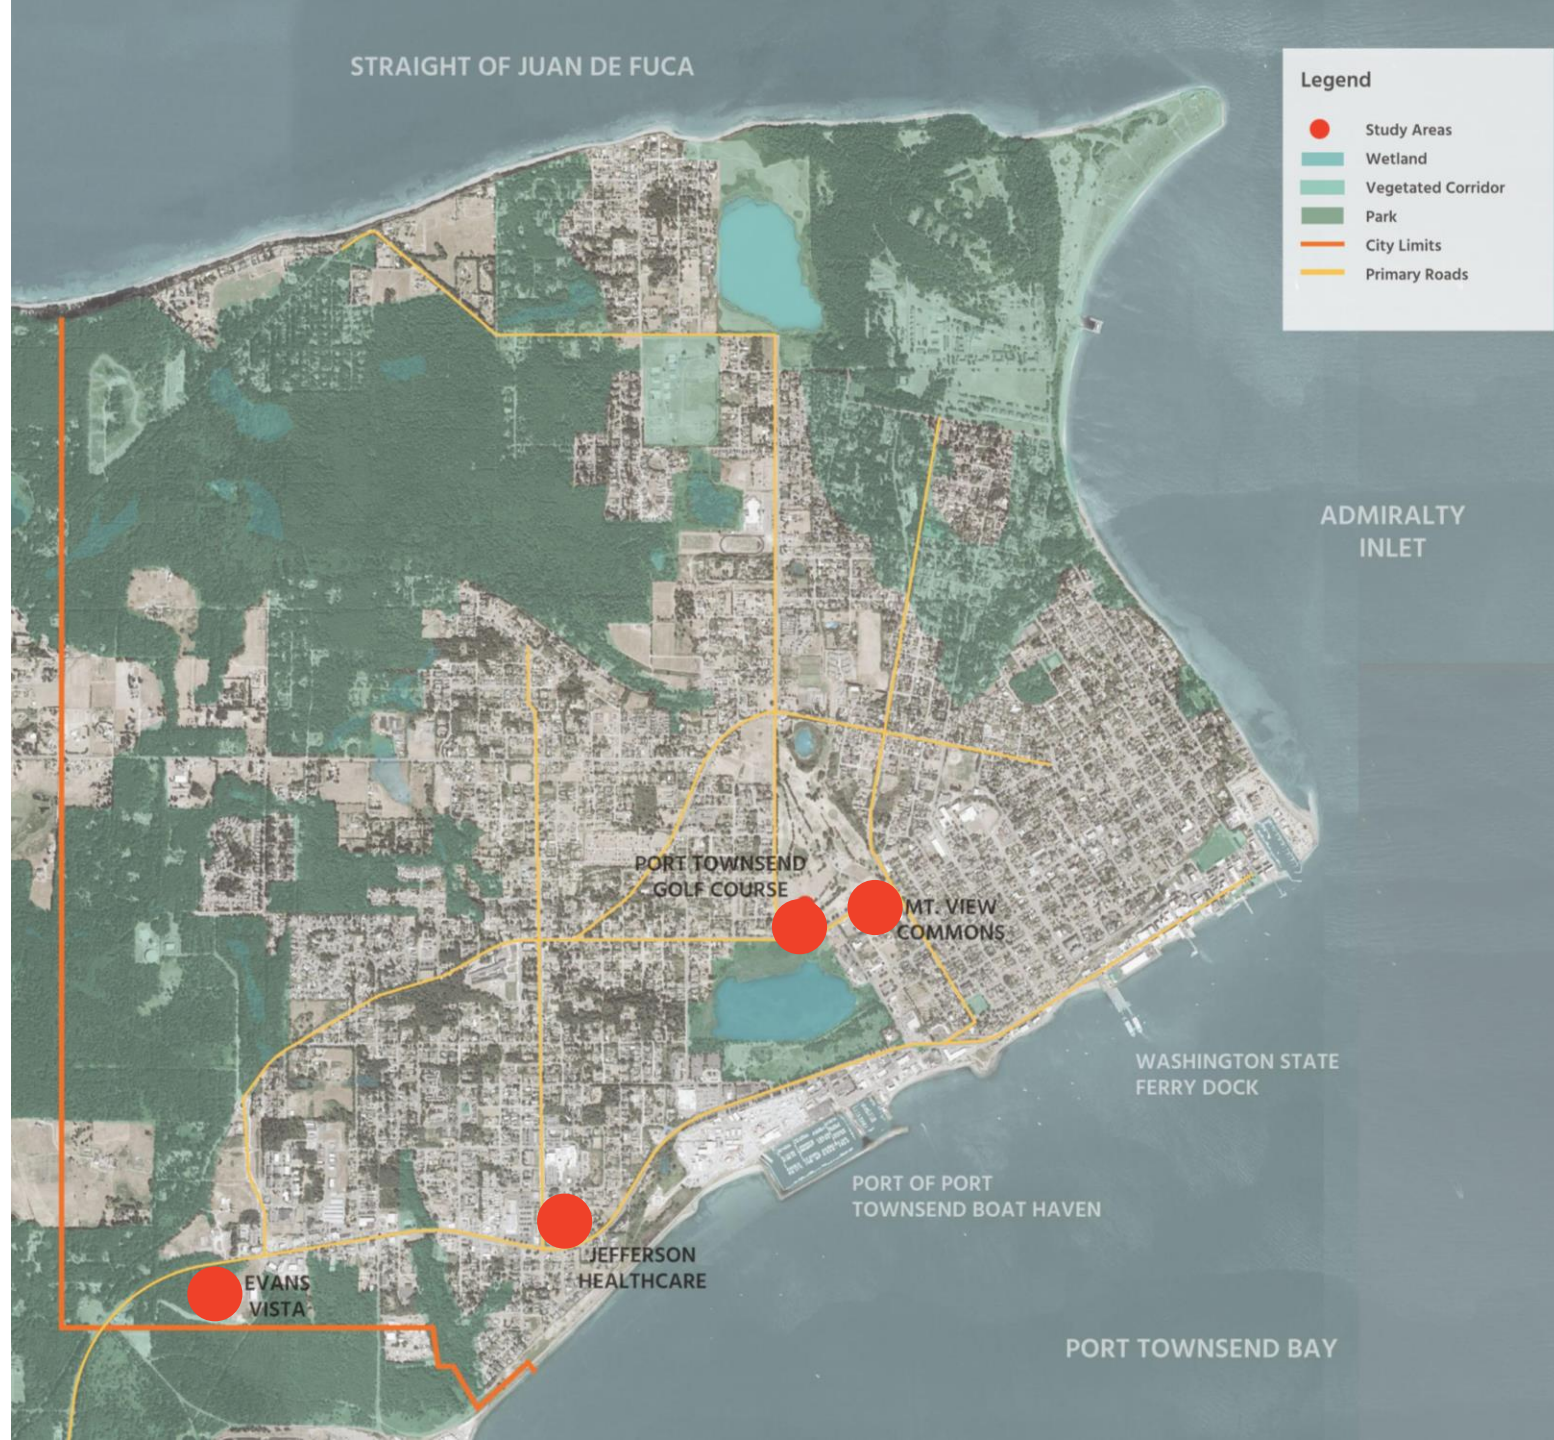 STRAIGHT OF JUAN DE FUCA
Legend
Study Areas
Wetland
Vegetated Corridor
Park
City Limits
Primary Roads
ADMIRALTY
INLET
PORT TOWNSEND
GOLF COURSE
MT. VIEW
COMMONS
WASHINGTON STATE
FERRY DOCK
PORT OF PORT
TOWNSEND BOAT HAVEN
JEFFERSON
HEALTHCARE
EVANS
VISTA
PORT TOWNSEND BAY